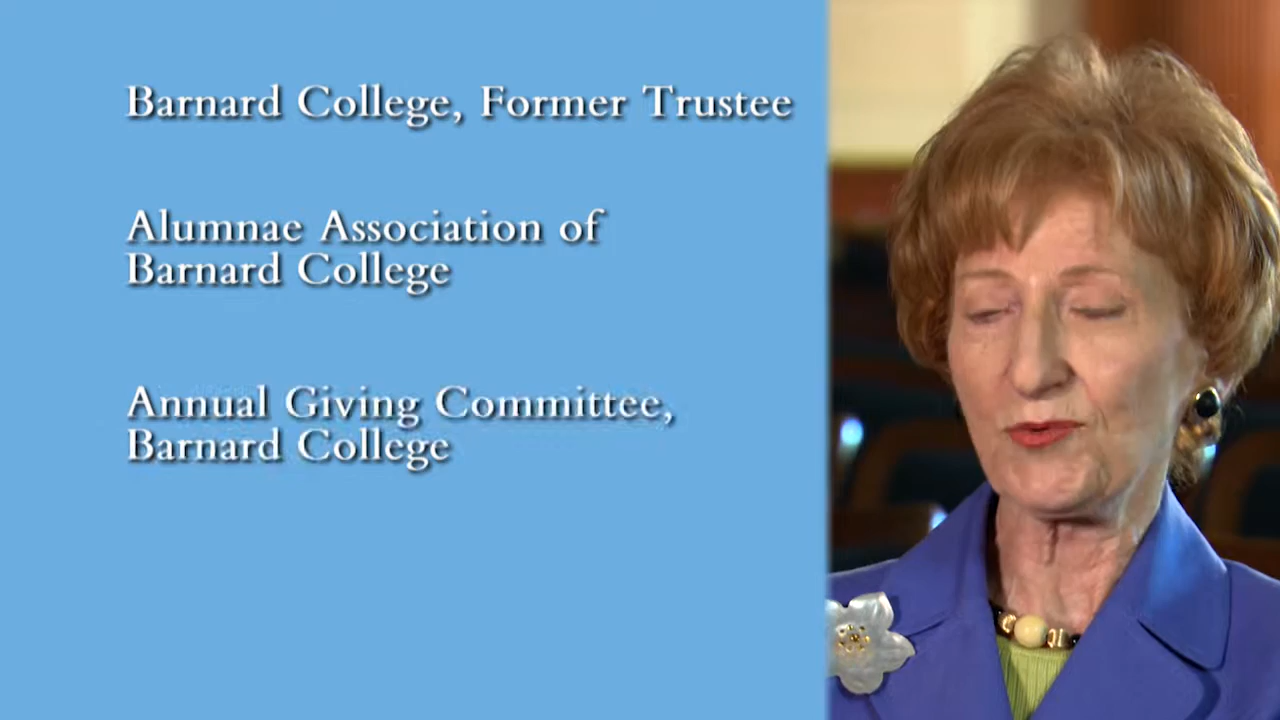 Barnard College, Former Trustee
Alumnae Association of
Barnard College
Annual Giving Committee,
Barnard College